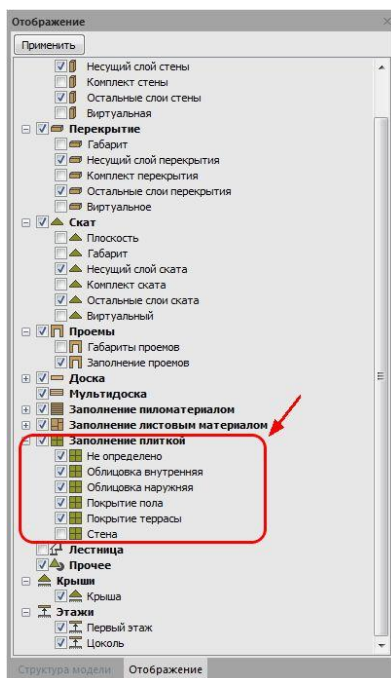 Отображение
Применить
Несущий слой стены
Комплект стены
Остальные слои стены
Виртуальная
Перекрытие
Габарит
Несущий слой перекрытия
Комплект перекрытия
Остальные слои перекрытия
Виртуальное
Скат
Плоскость
Габарит
Несущий слой ската
Комплект ската
Остальные слои ската
Виртуальный
Проемы
Габариты проемов
Заполнение проемов
Доска
Мультидоска
Заполнение пиломатериалом
Заполнение листовым материалом
Заполнение плиткой
Не определено
Облицовка внутренняя
Облицовка наружняя
Покрытие пола
Покрытие террасы
Стена
Лестница
Прочее
Крыши
Крыша
Этажи
Первый этаж
Цоколь
Структура модели Отображение